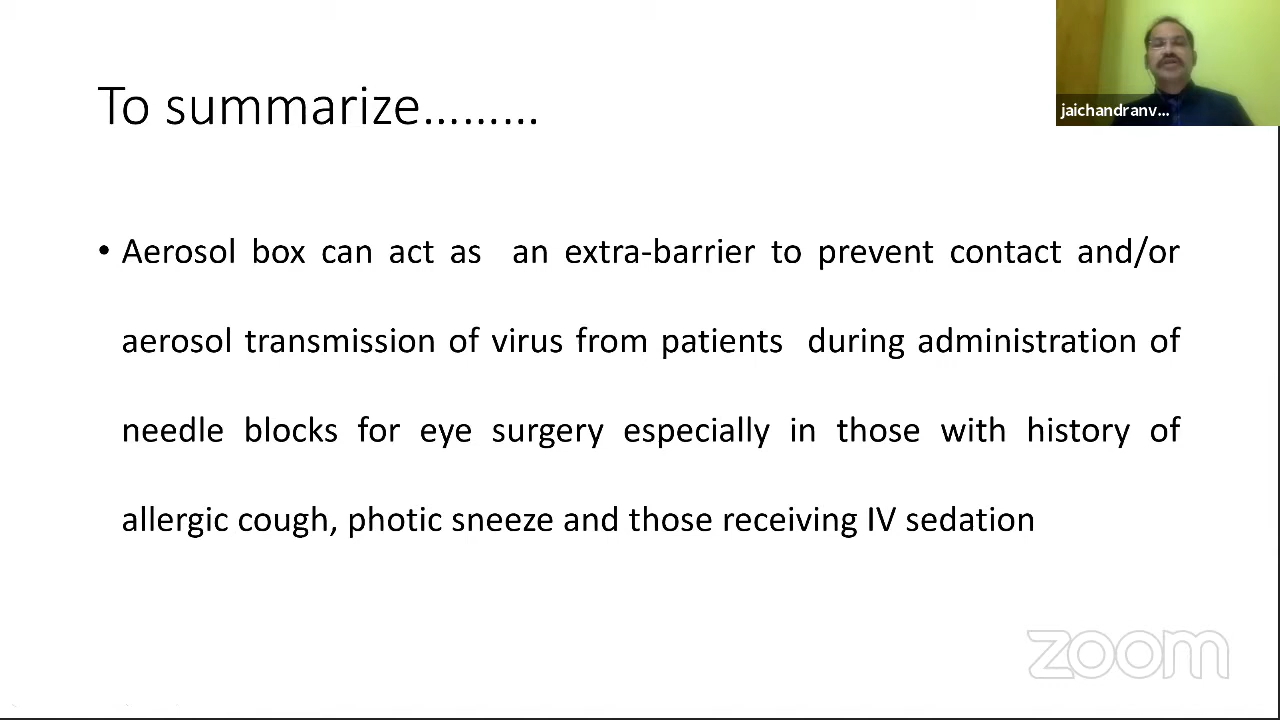 To summarize.........
jaichandranv...
• Aerosol box can act as an extra-barrier to prevent contact and/or
aerosol transmission of virus from patients during administration of
needle blocks for eye surgery especially in those with history of
allergic cough, photic sneeze and those receiving IV sedation
zoom